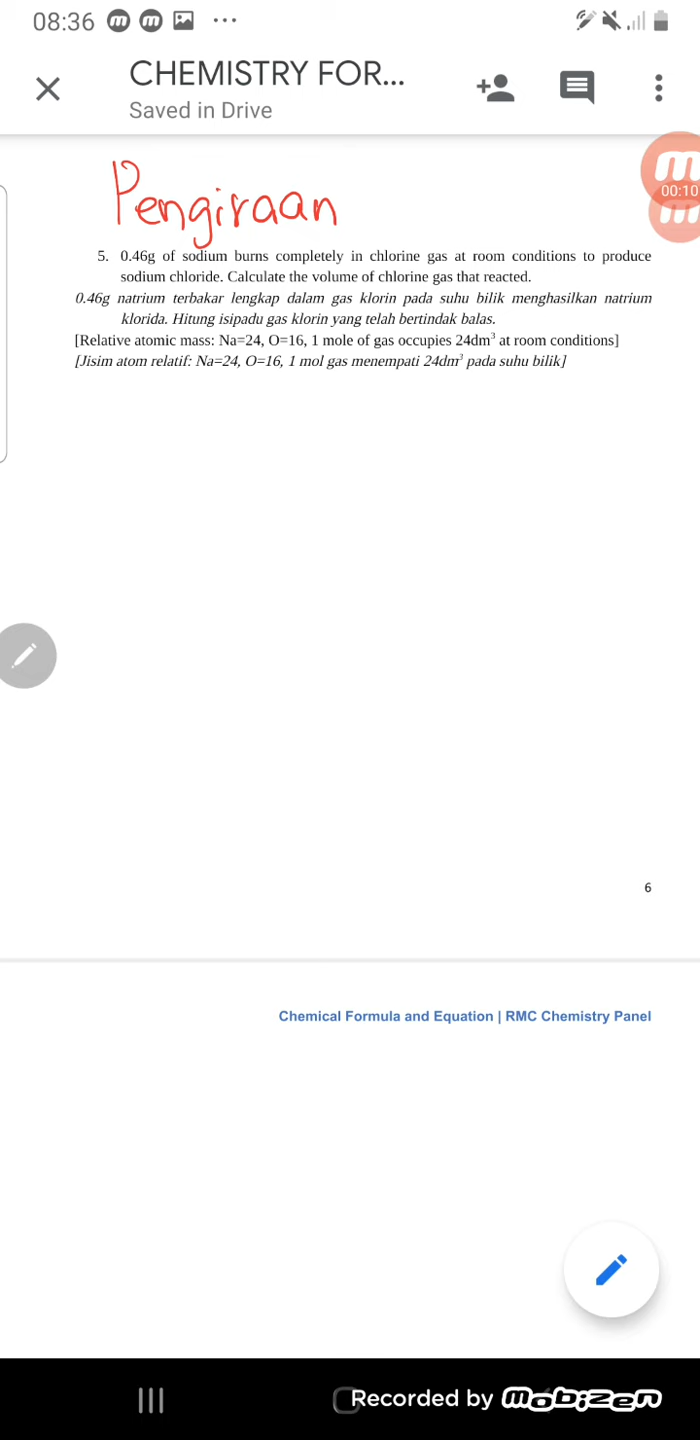 08:36
CHEMISTRY FOR...
Saved in Drive
00:10
Pengiraan
5. 0.46g of sodium burns completely in chlorine gas at room conditions to produce
sodium chloride. Calculate the volume of chlorine gas that reacted.
0.46g natrium terbakar lengkap dalam gas klorin pada suhu bilik menghasilkan natrium
klorida. Hitung isipadu gas klorin yang telah bertindak balas.
[Relative atomic mass: Na=24, O=16, 1 mole of gas occupies 24dm³ at room conditions]
[Jisim atom relatif: Na=24, O=16, 1 mol gas menempati 24dm³ pada suhu bilik]
6
Chemical Formula and Equation | RMC Chemistry Panel
Recorded by mobizen